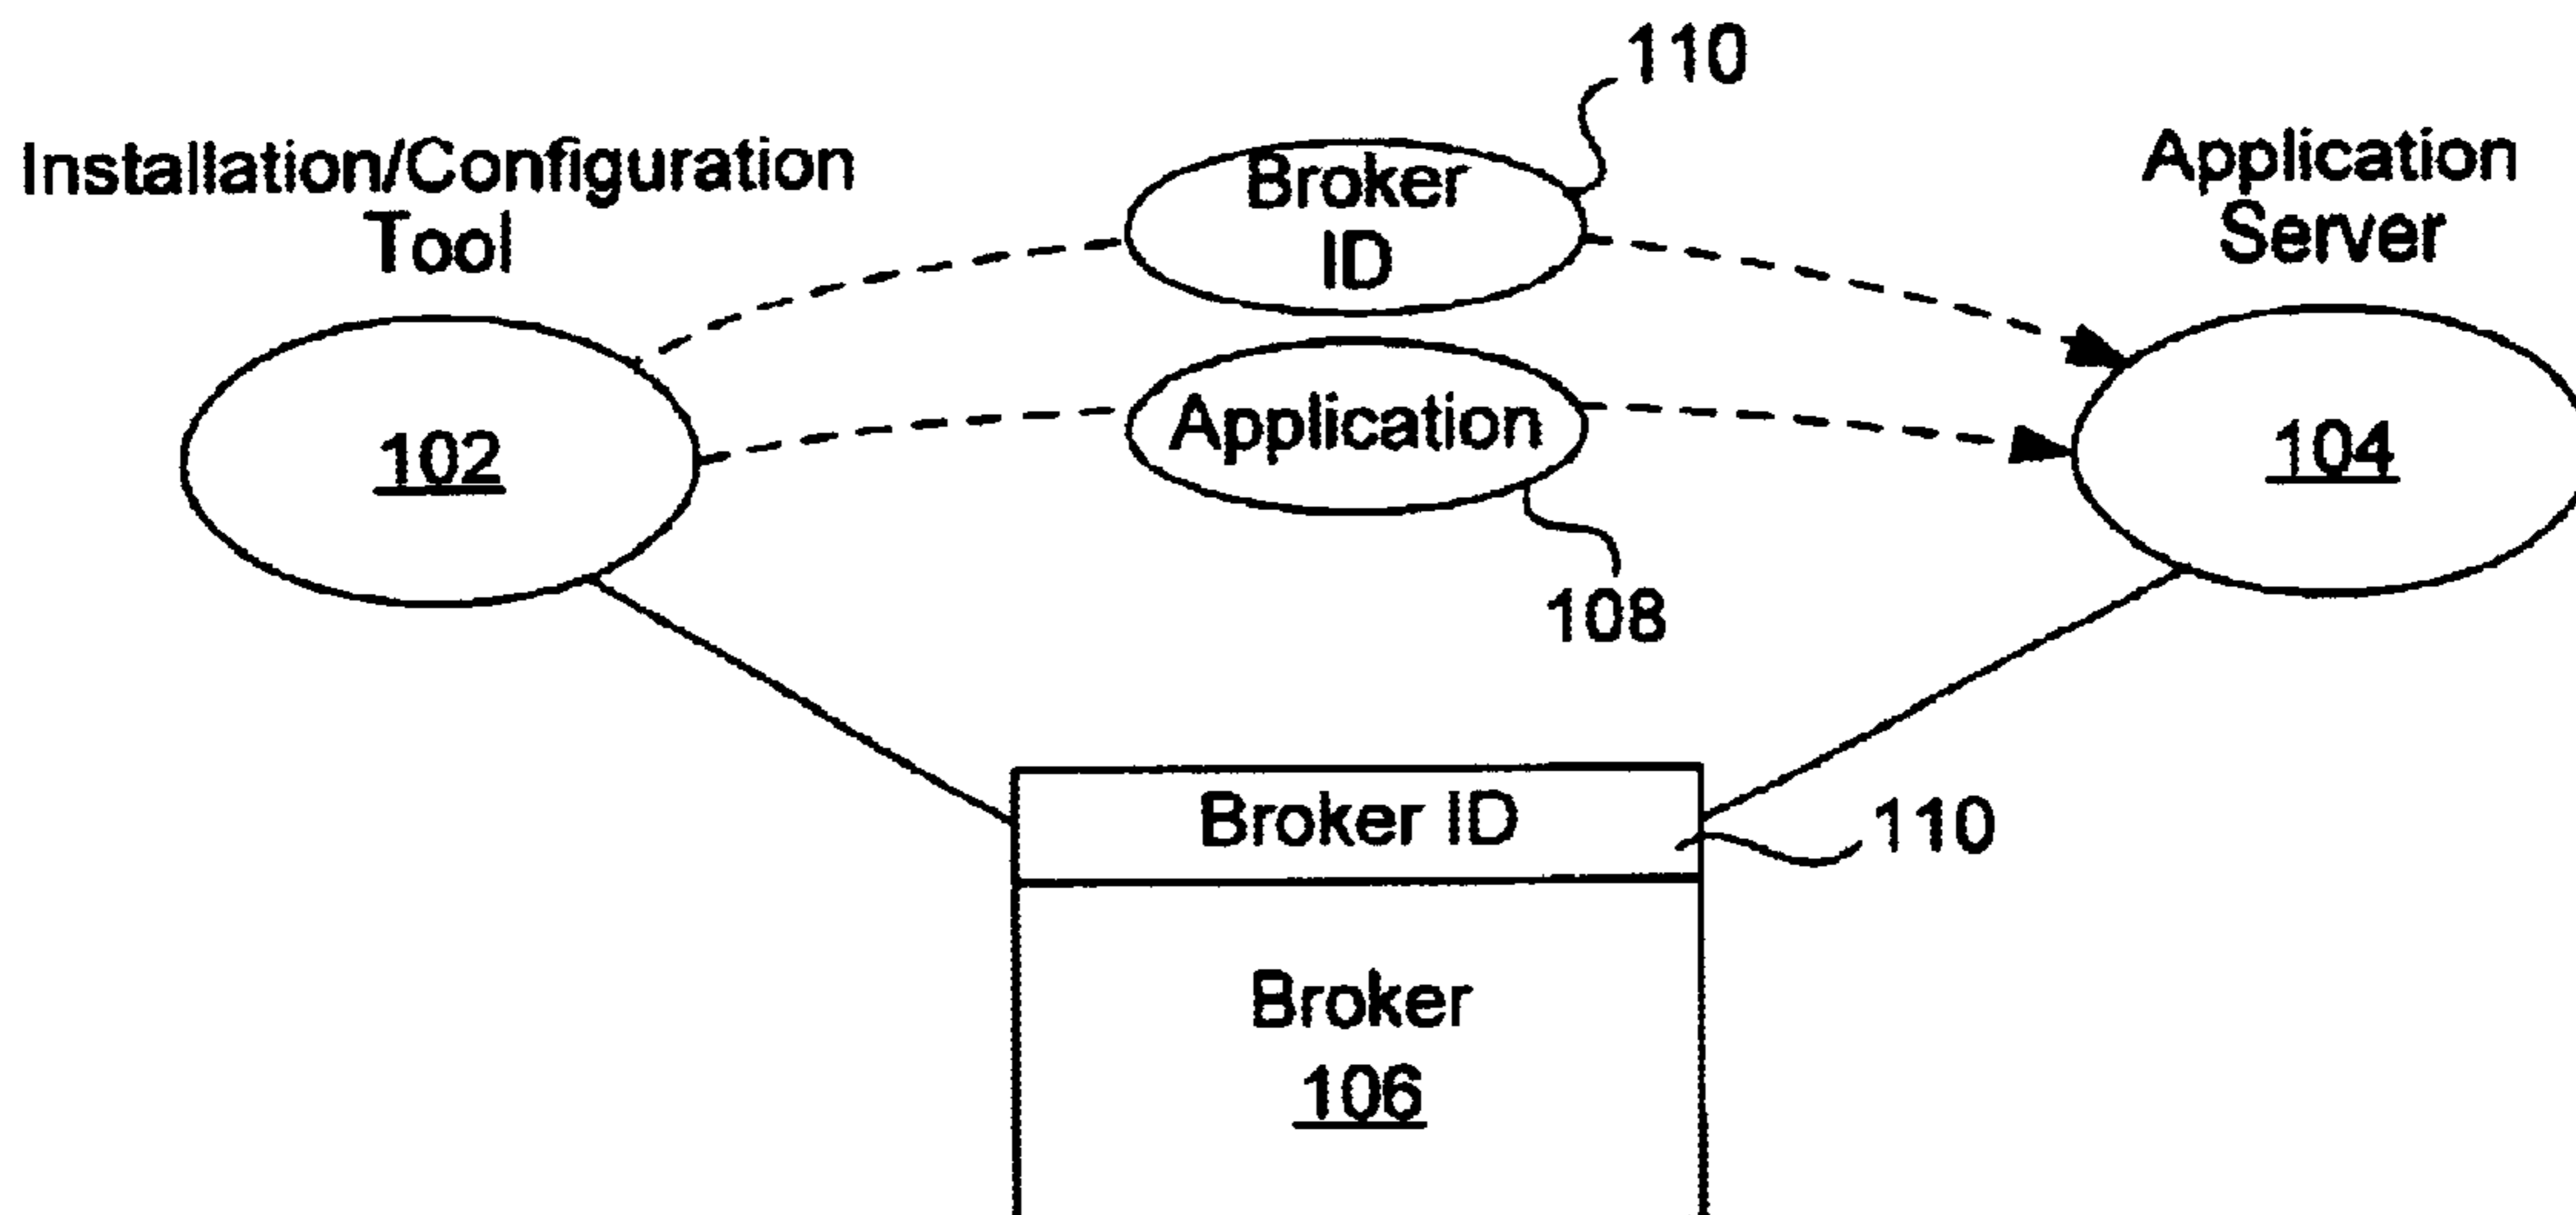 110
Installation/Configuration
Tool
Broker
ID
Application
Server
102
Application
104
108
Broker ID
110
Broker
106